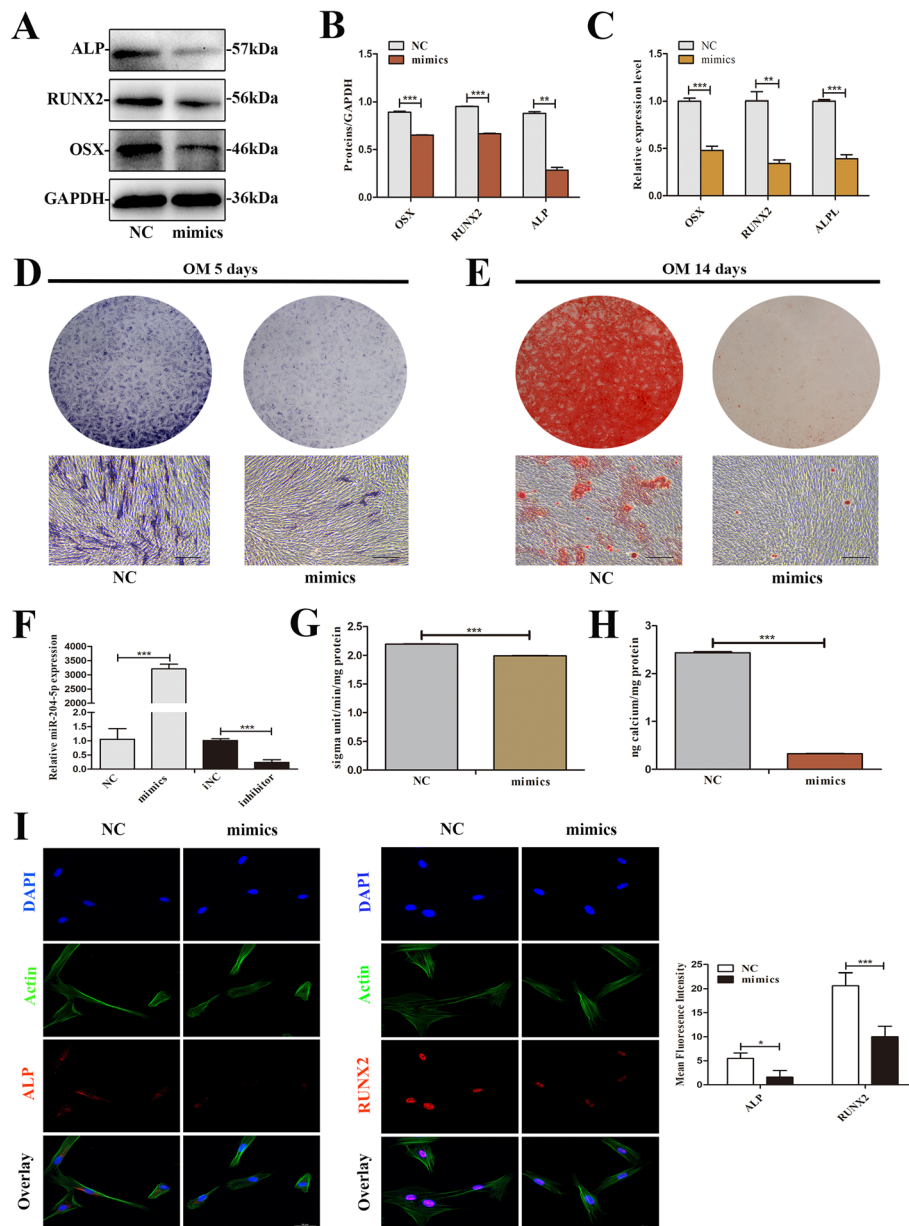 A
ALP
-57kDa
RUNX2
-56kDa
OSX
-46kDa
GAPDH
-36kDa
NC mimics
B
NC
mimics
Proteins/GAPDH
1.5
1.0
0.5
0.0
*** *** **
OSX RUNX2 ALP
C
NC
mimics
Relative expression level
1.5
1.0
0.5
0.0
*** ** ***
OSX RUNX2 ALPL
D
OM 5 days
NC mimics
E
OM 14 days
NC mimics
F
Relative miR-204-5p expression
4000
3500
3000
2500
2000
1500
1000
2.0
1.5
1.0
0.5
0.0
*** ***
NC mimics iNC inhibitor
G
sigma unit/min/mg protein
2.5
2.0
1.5
1.0
0.5
0.0
***
NC mimics
H
ng calcium/mg protein
3
2
1
0
***
NC mimics
I
NC mimics
DAPI
Actin
ALP
Overlay
NC mimics
DAPI
Actin
RUNX2
Overlay
NC
mimics
Mean Fluoresence Intensity
25
20
15
10
5
0
* ***
ALP RUNX2